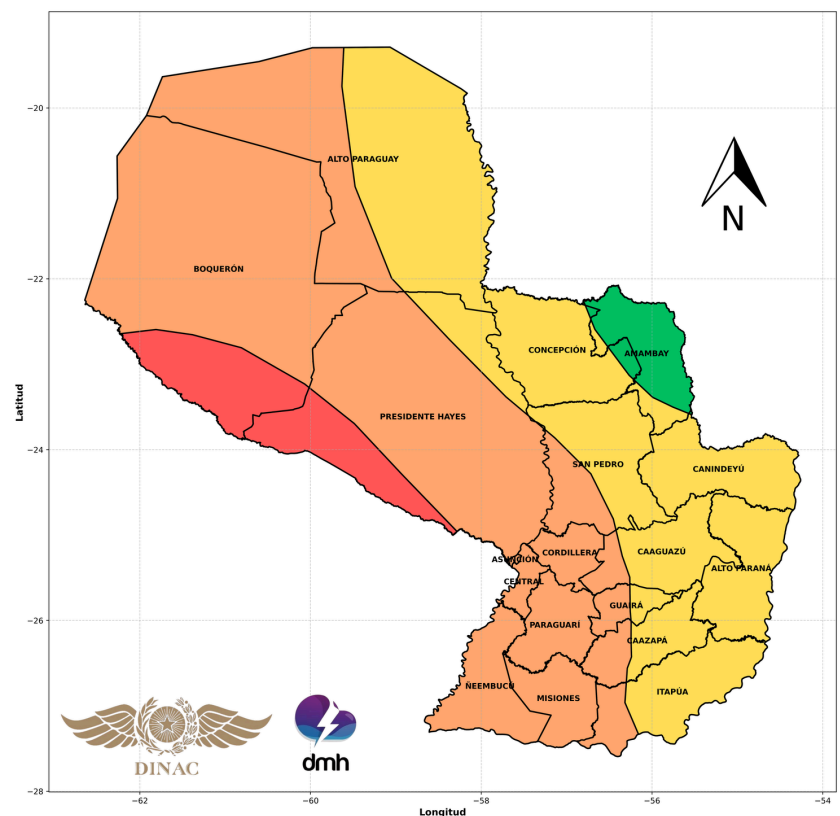 −20
ALTO PARAGUAY
N
−22
BOQUERÓN
CONCEPCIÓN
AMAMBAY
Latitud
PRESIDENTE HAYES
−24
SAN PEDRO
CANINDEYÚ
ASUNCIÓN
CORDILLERA
CAAGUAZÚ
ALTO PARANÁ
CENTRAL
GUAIRÁ
−26
PARAGUARÍ
CAAZAPÁ
ÑEEMBUCÚ
MISIONES
ITAPÚA
DINAC
dmh
−28
−62
−60
−58
−56
−54
Longitud